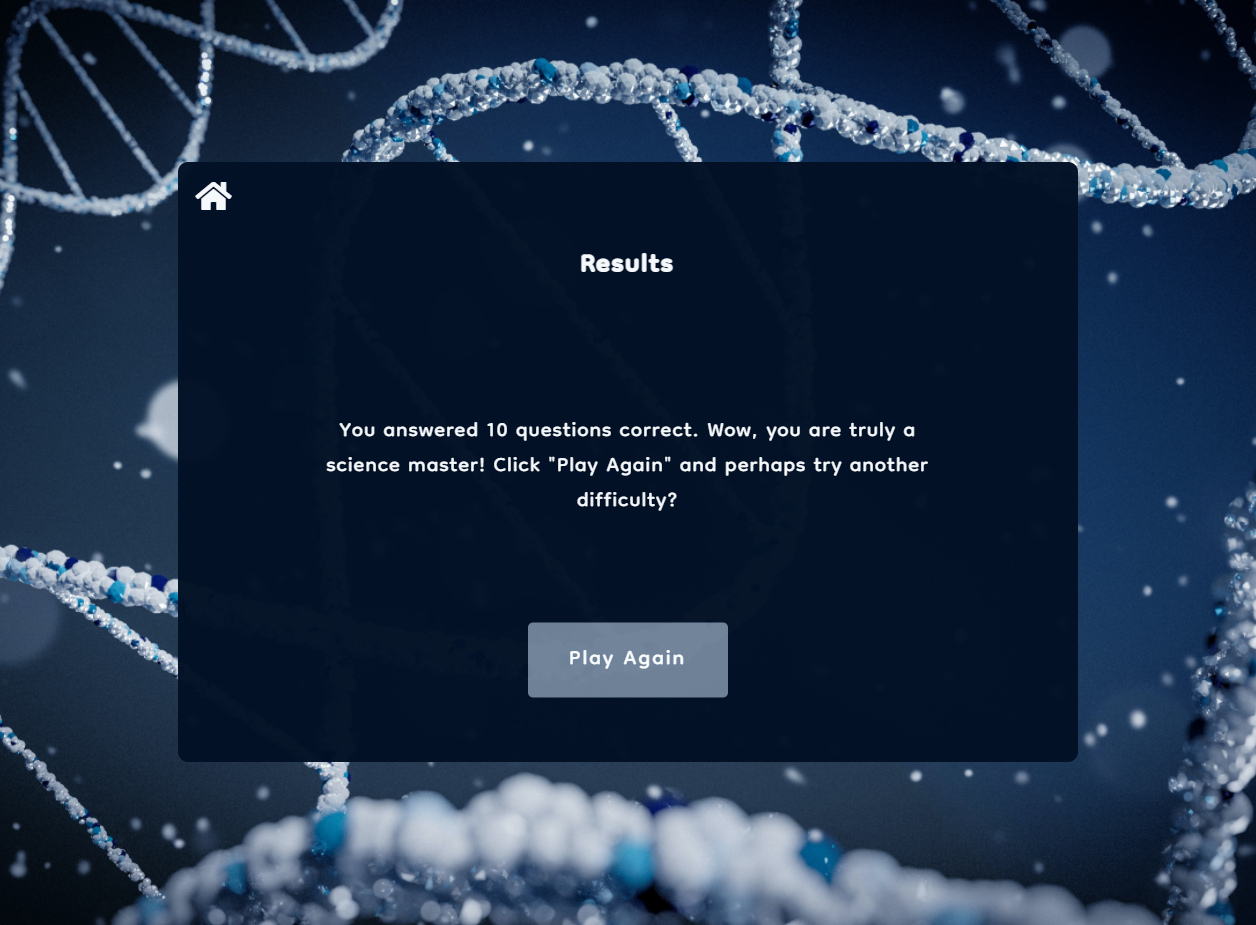 Results
You answered 10 questions correct. Wow, you are truly a
science master! Click "Play Again" and perhaps try another
difficulty?
Play Again